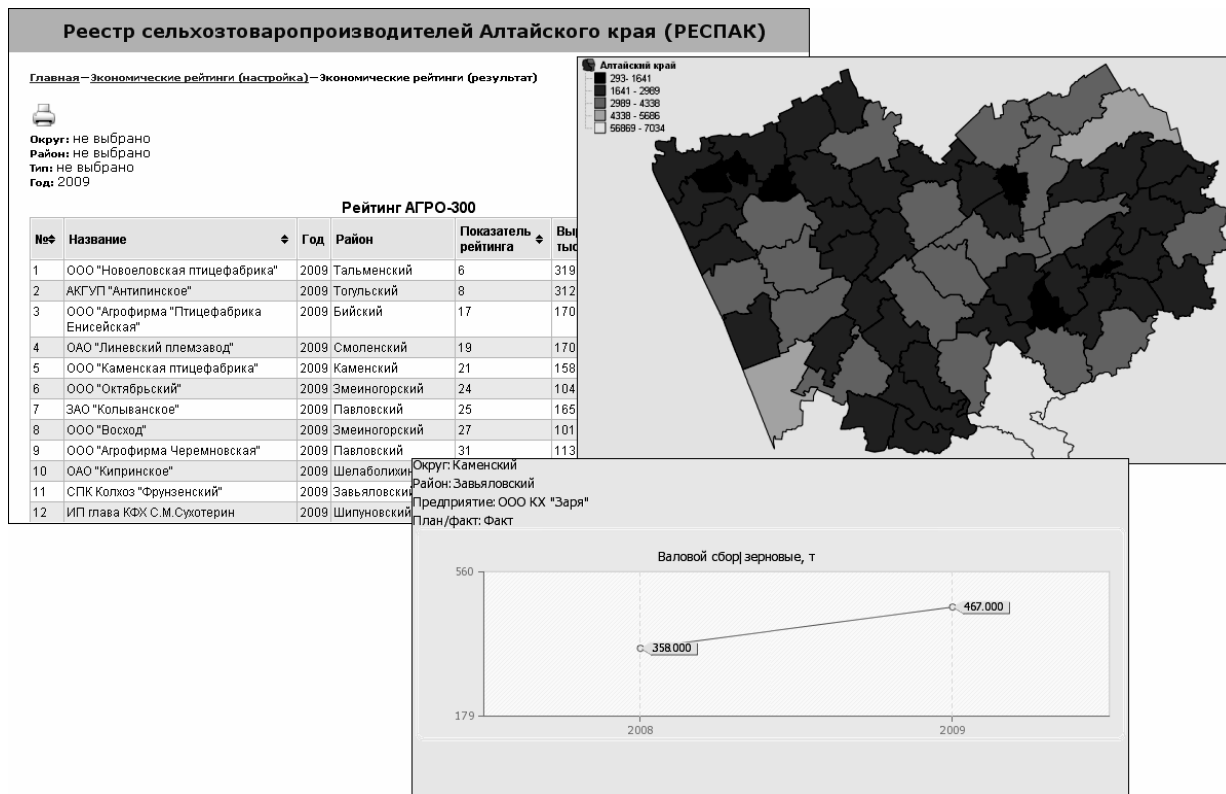 Реестр сельхозтоваропроизводителей Алтайского края (РЕСПАК)
Главная—Экономические рейтинги (настройка)—Экономические рейтинги (результат)
Округ: не выбрано
Район: не выбрано
Тип: не выбрано
Год: 2009
Рейтинг АГРО-300
№ Название Год Район Показатель рейтинга
1 ООО "Новоеловская птицефабрика" 2009 Тальменский 6 319
2 АКГУП "Антипинское" 2009 Тогульский 8 312
3 ООО "Агрофирма "Птицефабрика Енисейская" 2009 Бийский 17 170
4 ОАО "Линевский племзавод" 2009 Смоленский 19 170
5 ООО "Каменская птицефабрика" 2009 Каменский 21 158
6 ООО "Октябрьский" 2009 Змеиногорский 24 104
7 ЗАО "Колыванское" 2009 Павловский 25 165
8 ООО "Восход" 2009 Змеиногорский 27 101
9 ООО "Агрофирма Черемновская" 2009 Павловский 31 113
10 ОАО "Кипринское" 2009 Шелаболихин
11 СПК Колхоз "Фрунзенский" 2009 Завьяловский
12 ИП глава КФХ С.М.Сухотерин 2009 Шипуновский
Алтайский край
293- 1641
1641 - 2989
2989 - 4338
4338 - 5686
56869 - 7034
Округ: Каменский
Район: Завьяловский
Предприятие: ООО КХ "Заря"
План/факт: Факт
Валовой сбор|зерновые, т
560
467.000
358.000
179
2008 2009